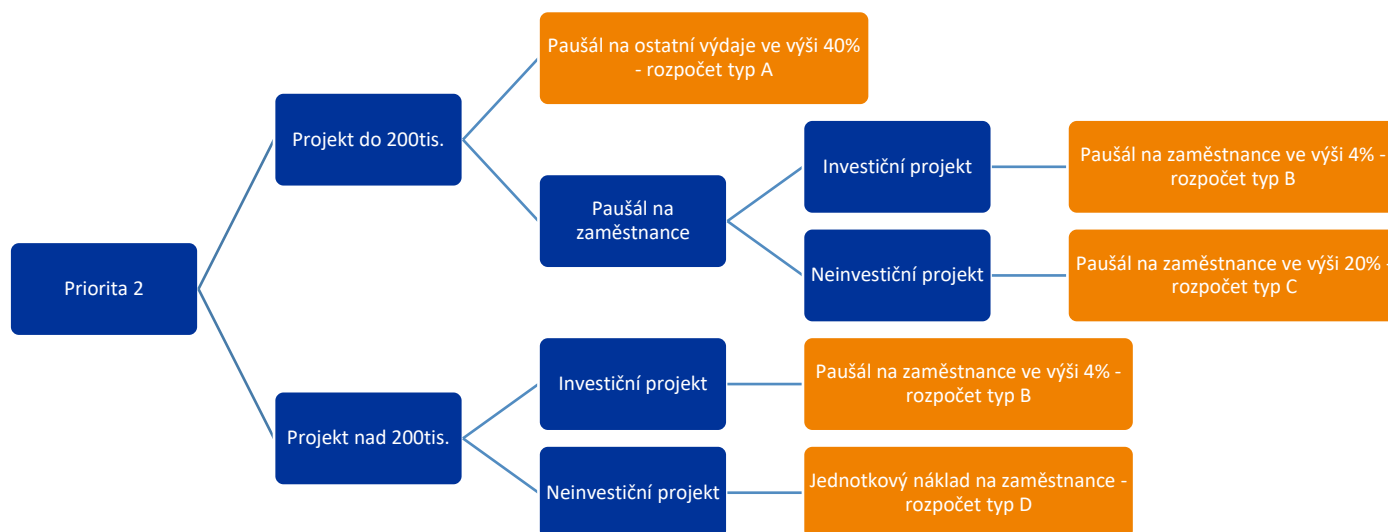 Priorita 2
Projekt do 200tis.
Paušál na ostatní výdaje ve výši 40%
- rozpočet typ A
Paušál na
zaměstnance
Investiční projekt
Paušál na zaměstnance ve výši 4% -
rozpočet typ B
Neinvestiční projekt
Paušál na zaměstnance ve výši 20% -
rozpočet typ C
Projekt nad 200tis.
Investiční projekt
Paušál na zaměstnance ve výši 4% -
rozpočet typ B
Neinvestiční projekt
Jednotkový náklad na zaměstnance -
rozpočet typ D